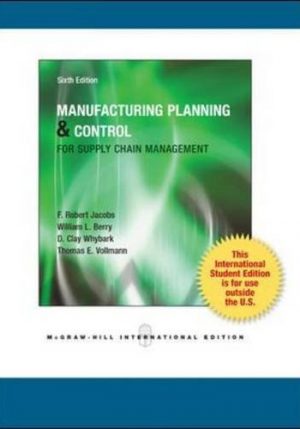 Sixth Edition
MANUFACTURING PLANNING
& CONTROL
FOR SUPPLY CHAIN MANAGEMENT
F. Robert Jacobs
William L. Berry
D. Clay Whybark
Thomas E. Vollmann
This
International
Student Edition
is for use
outside
the U.S.
McGRAW-HILL INTERNATIONAL EDITION